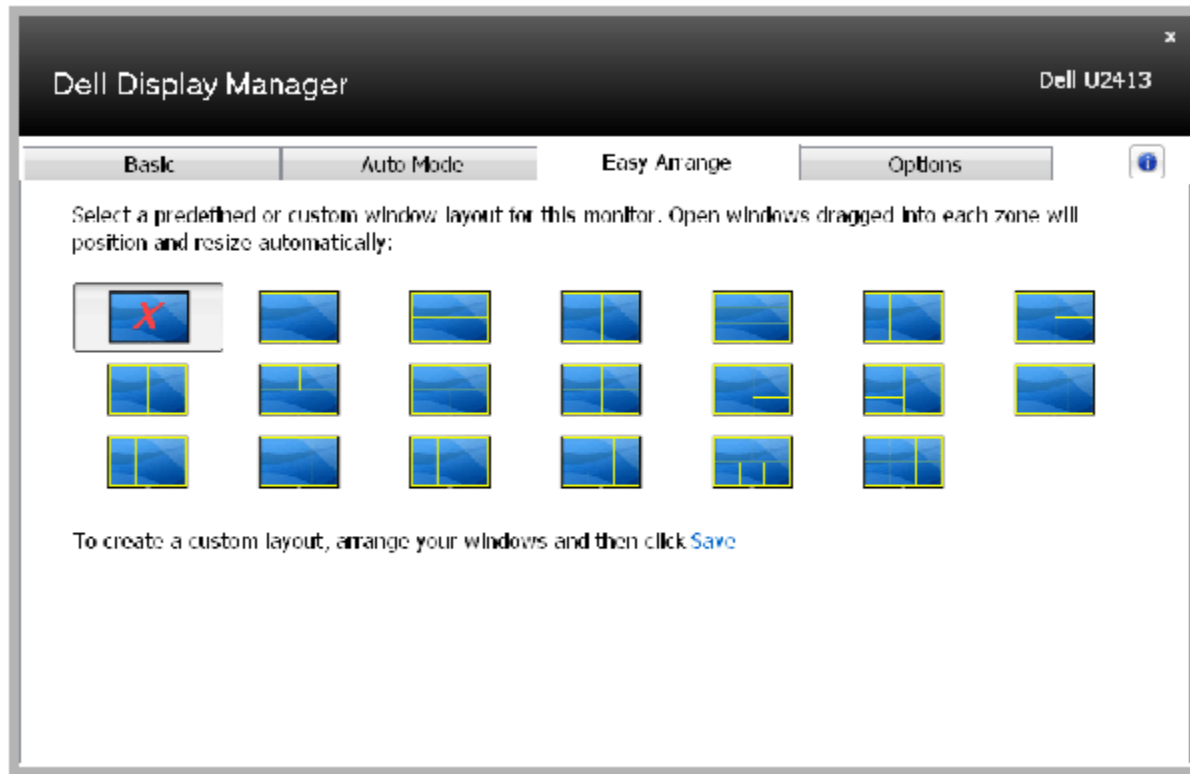 x
Dell Display Manager
Dell U2413
Basic
Auto Mode
Easy Arrange
Options
Select a predefined or custom window layout for this monitor. Open windows dragged into each zone will
position and resize automatically:
X
To create a custom layout, arrange your windows and then click Save